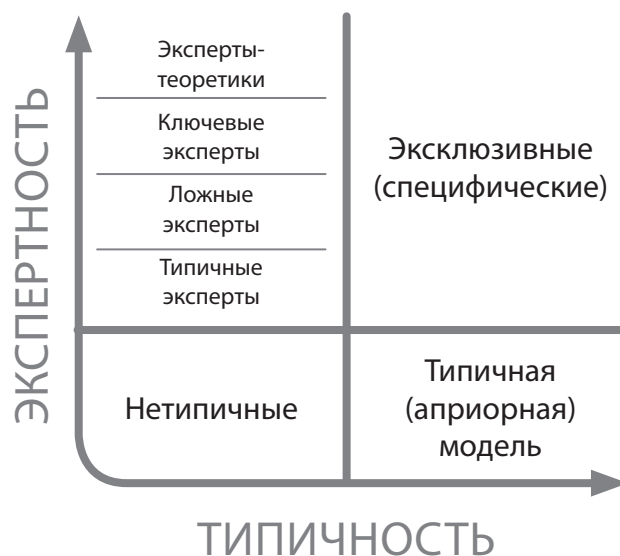 ЭКСПЕРТНОСТЬ
Эксперты-
теоретики
Ключевые
эксперты
Ложные
эксперты
Типичные
эксперты
Эксклюзивные
(специфические)
Нетипичные
Типичная
(априорная)
модель
ТИПИЧНОСТЬ